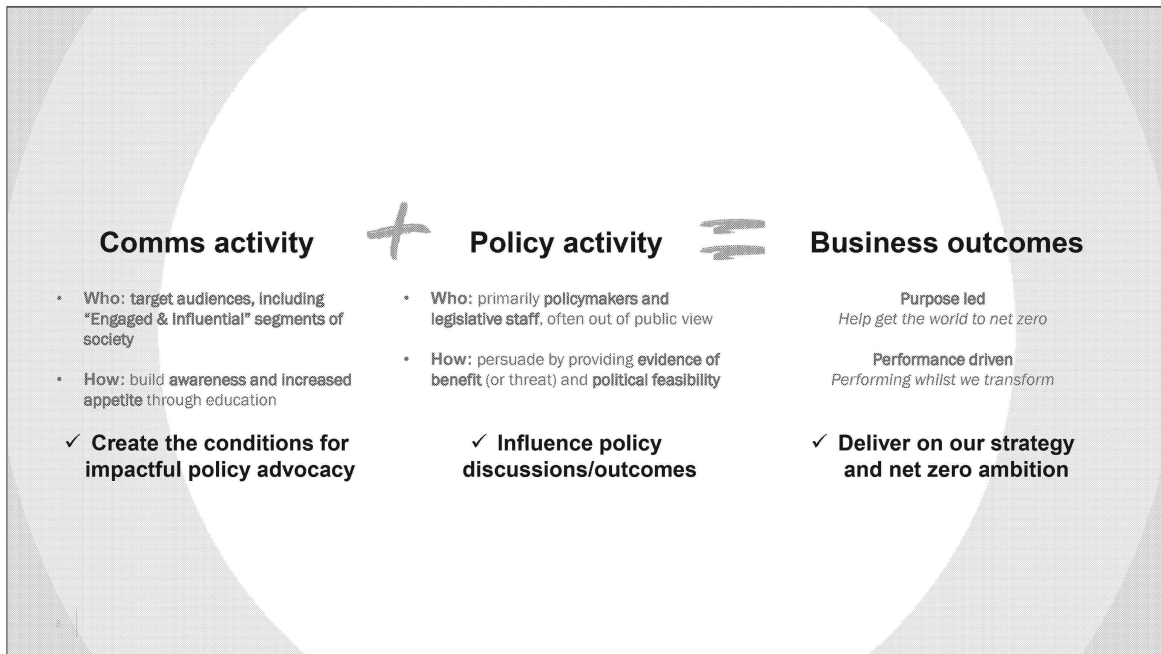 Comms activity
• Who: target audiences, including
“Engaged & Influential” segments of
society
• How: build awareness and increased
appetite through education
✓ Create the conditions for
impactful policy advocacy
+
Policy activity
• Who: primarily policymakers and
legislative staff, often out of public view
• How: persuade by providing evidence of
benefit (or threat) and political feasibility
✓ Influence policy
discussions/outcomes
=
Business outcomes
Purpose led
Help get the world to net zero
Performance driven
Performing whilst we transform
✓ Deliver on our strategy
and net zero ambition
3